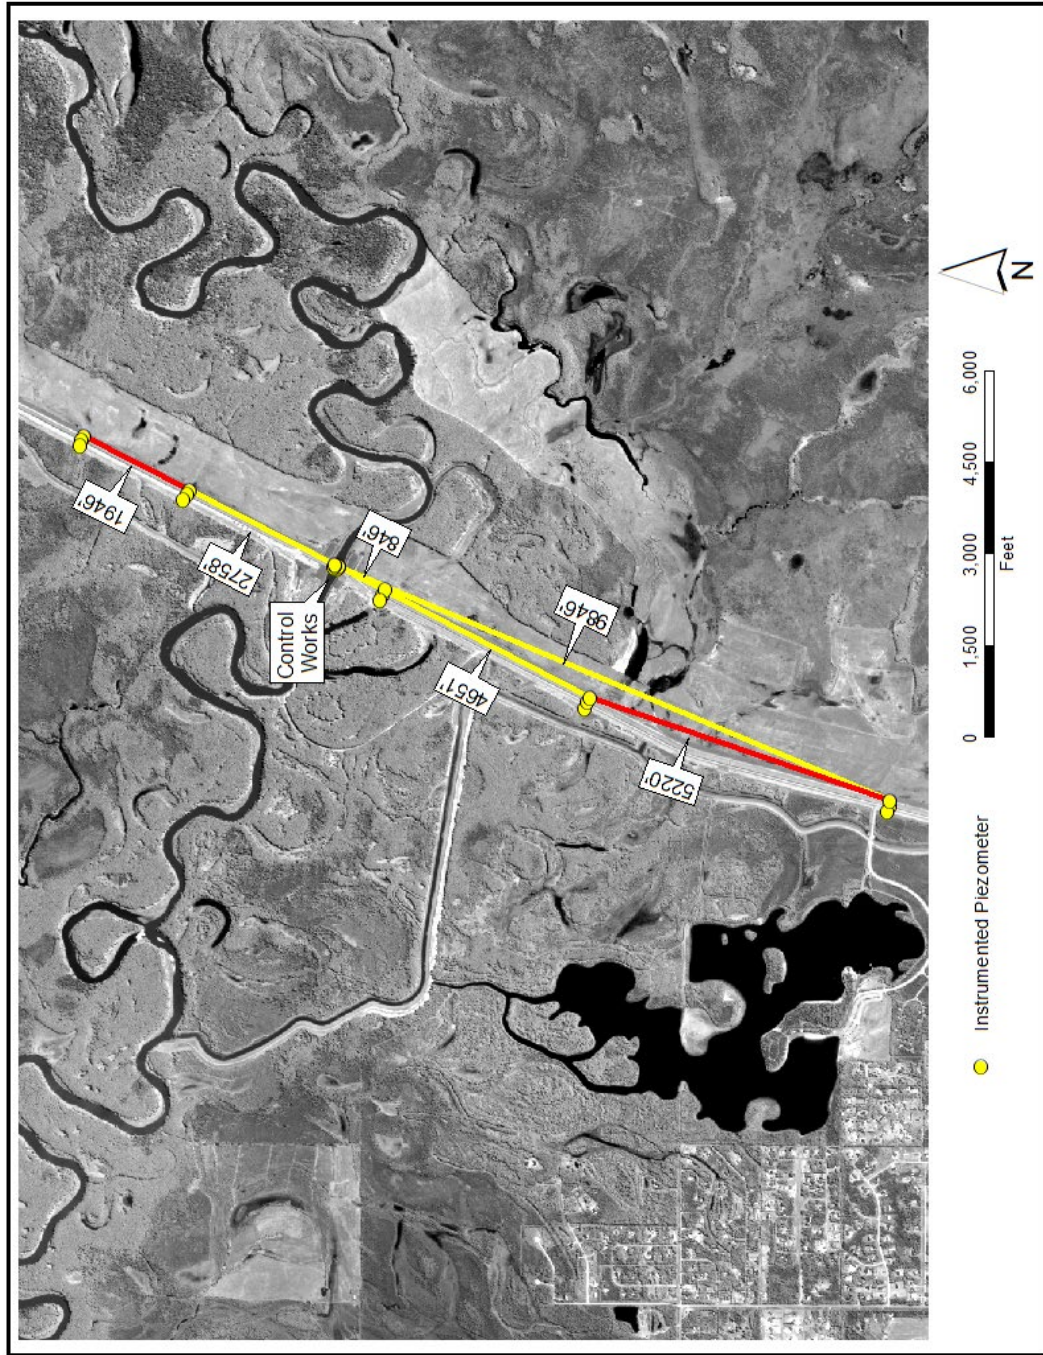 1946'
2758'
Control
Works
846'
4651'
9846'
5220'
N
0
1,500
3,000
4,500
6,000
Feet
Instrumented Piezometer